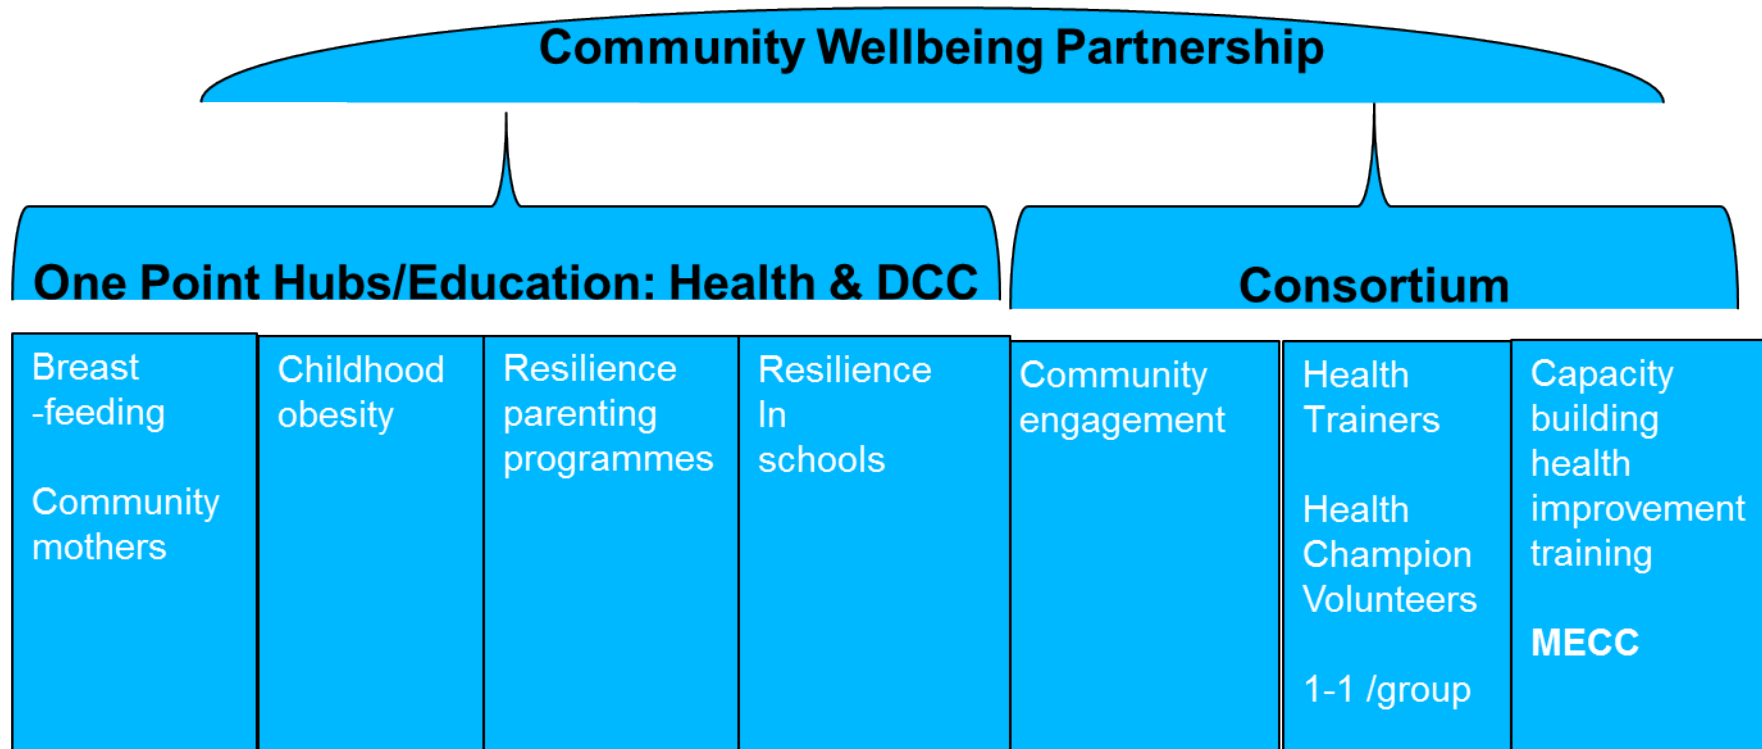 Community Wellbeing Partnership
One Point Hubs/Education: Health & DCC
Consortium
Breast
-feeding
Community
mothers
Childhood
obesity
Resilience
parenting
programmes
Resilience
In
schools
Community
engagement
Health
Trainers
Health
Champion
Volunteers
1-1 /group
Capacity
building
health
improvement
training
MECC